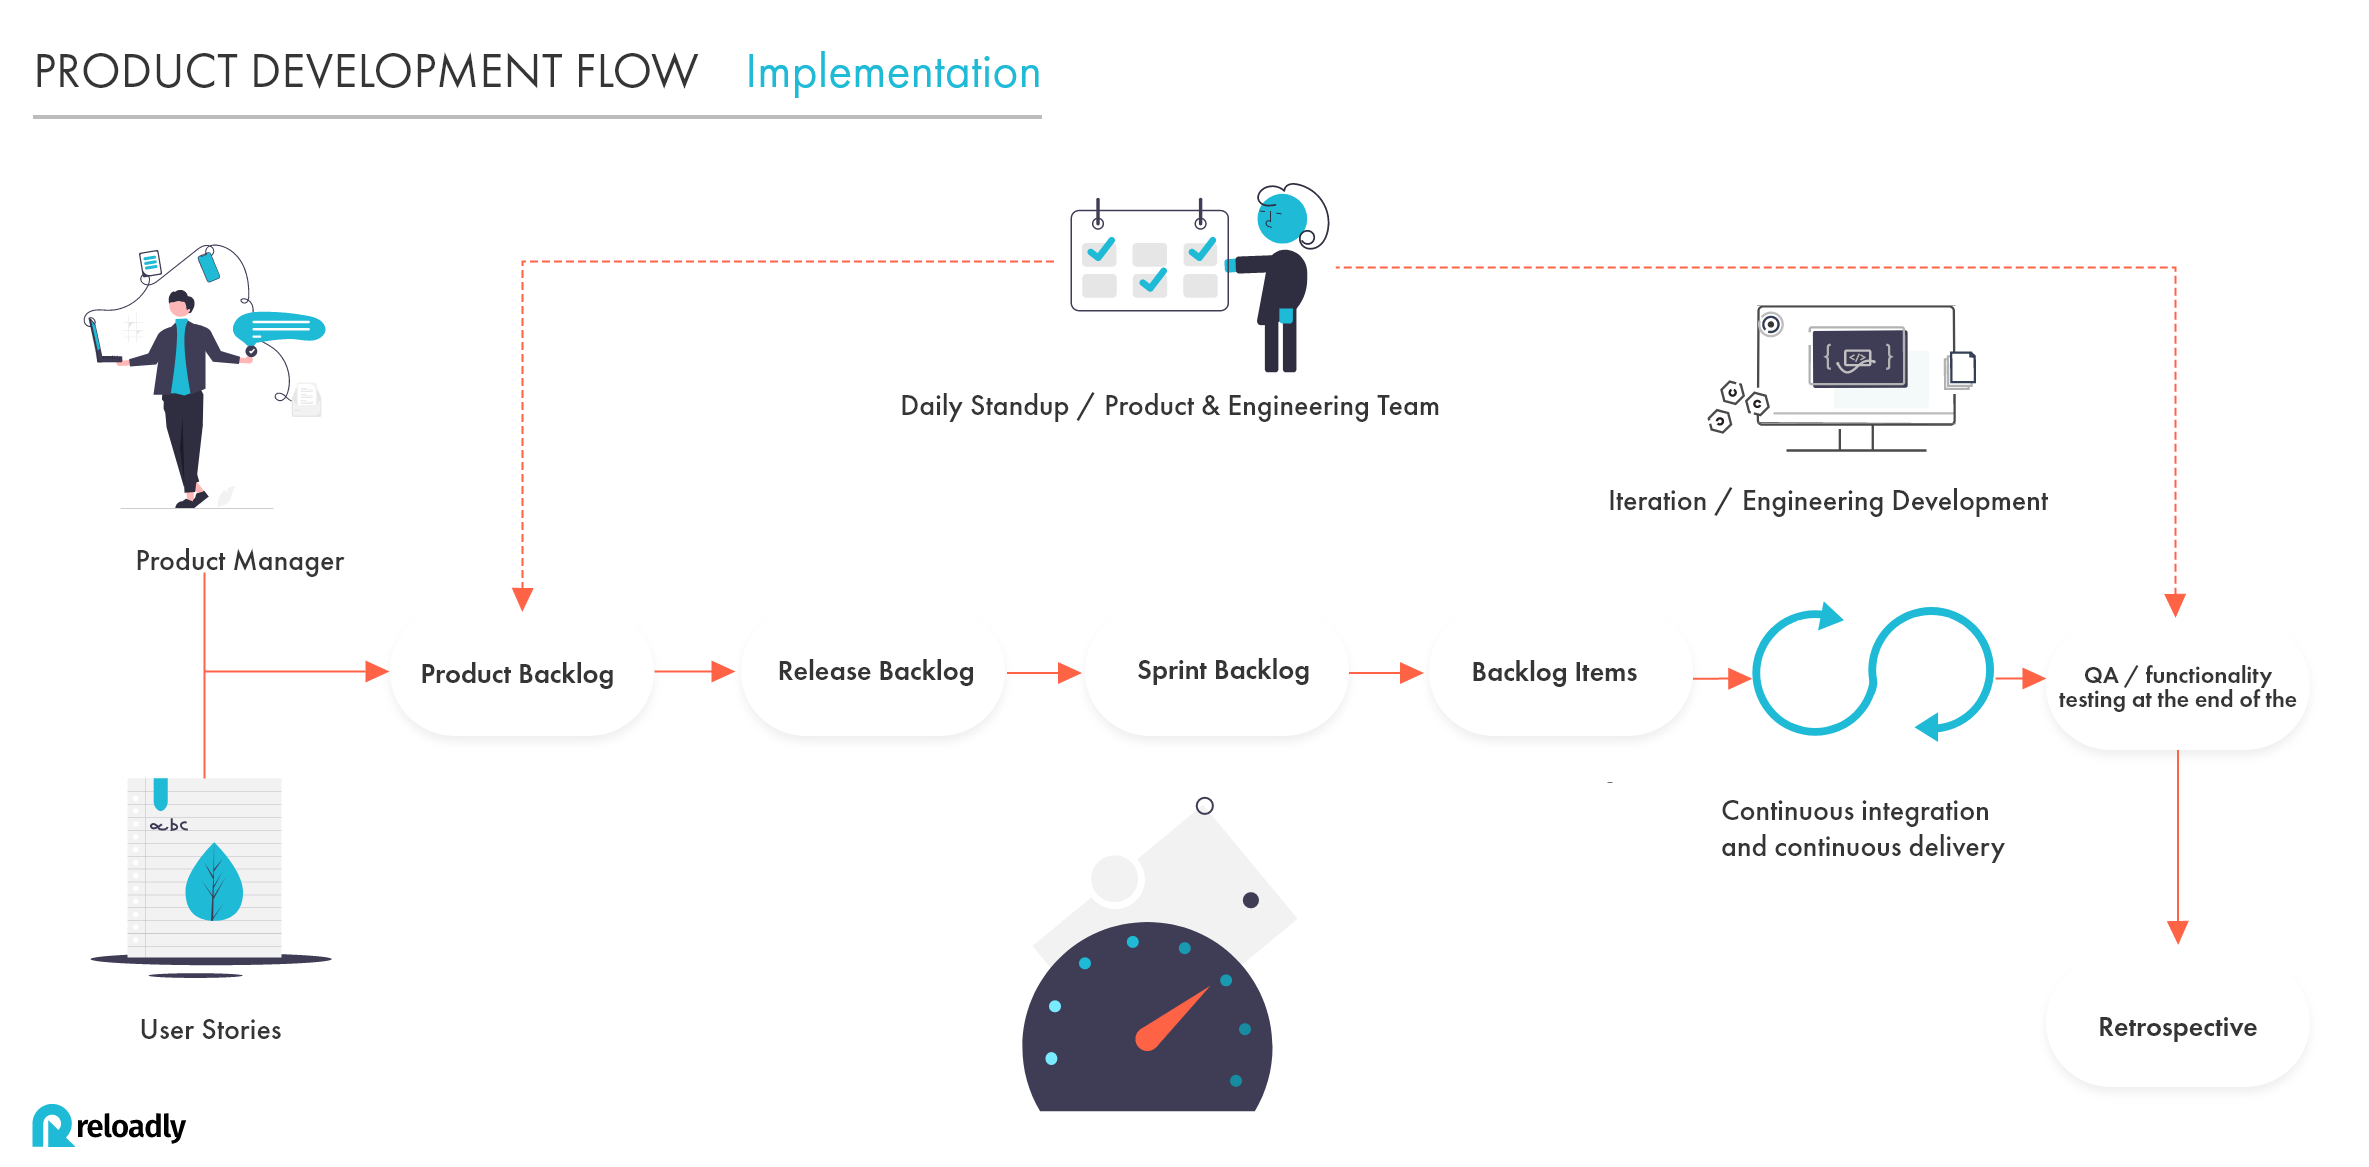 PRODUCT DEVELOPMENT FLOW Implementation
Daily Standup / Product & Engineering Team
</>
Iteration / Engineering Development
Product Manager
Product Backlog
Release Backlog
Sprint Backlog
Backlog Items
QA / functionality
testing at the end of the
Continuous integration
and continuous delivery
abc
User Stories
Retrospective
reloadly